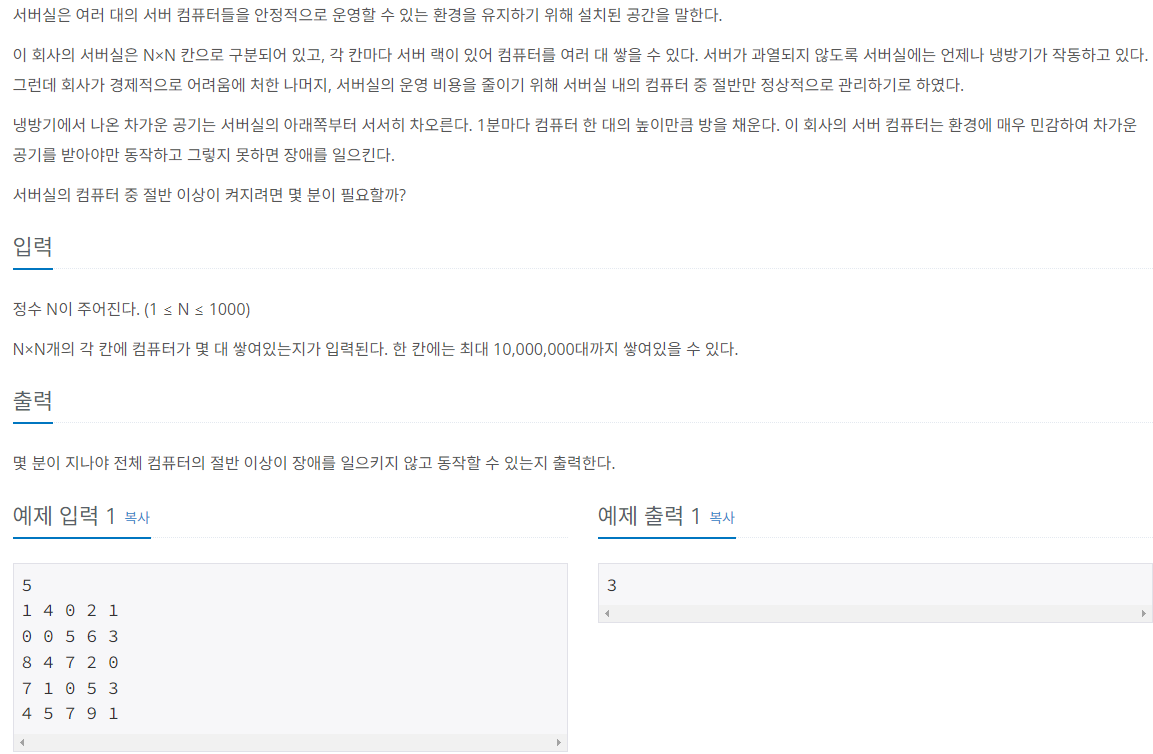 서버실은 여러 대의 서버 컴퓨터들을 안정적으로 운영할 수 있는 환경을 유지하기 위해 설치된 공간을 말한다.
이 회사의 서버실은 N×N 칸으로 구분되어 있고, 각 칸마다 서버 랙이 있어 컴퓨터를 여러 대 쌓을 수 있다. 서버가 과열되지 않도록 서버실에는 언제나 냉방기가 작동하고 있다.
그런데 회사가 경제적으로 어려움에 처한 나머지, 서버실의 운영 비용을 줄이기 위해 서버실 내의 컴퓨터 중 절반만 정상적으로 관리하기로 하였다.
냉방기에서 나온 차가운 공기는 서버실의 아래쪽부터 서서히 차오른다. 1분마다 컴퓨터 한 대의 높이만큼 방을 채운다. 이 회사의 서버 컴퓨터는 환경에 매우 민감하여 차가운
공기를 받아야만 동작하고 그렇지 못하면 장애를 일으킨다.
서버실의 컴퓨터 중 절반 이상이 켜지려면 몇 분이 필요할까?
입력
정수 N이 주어진다. (1 ≤ N ≤ 1000)
N×N개의 각 칸에 컴퓨터가 몇 대 쌓여있는지가 입력된다. 한 칸에는 최대 10,000,000대까지 쌓여있을 수 있다.
출력
몇 분이 지나야 전체 컴퓨터의 절반 이상이 장애를 일으키지 않고 동작할 수 있는지 출력한다.
예제 입력 1 복사
5
1 4 0 2 1
0 0 5 6 3
8 4 7 2 0
7 1 0 5 3
4 5 7 9 1
예제 출력 1 복사
3